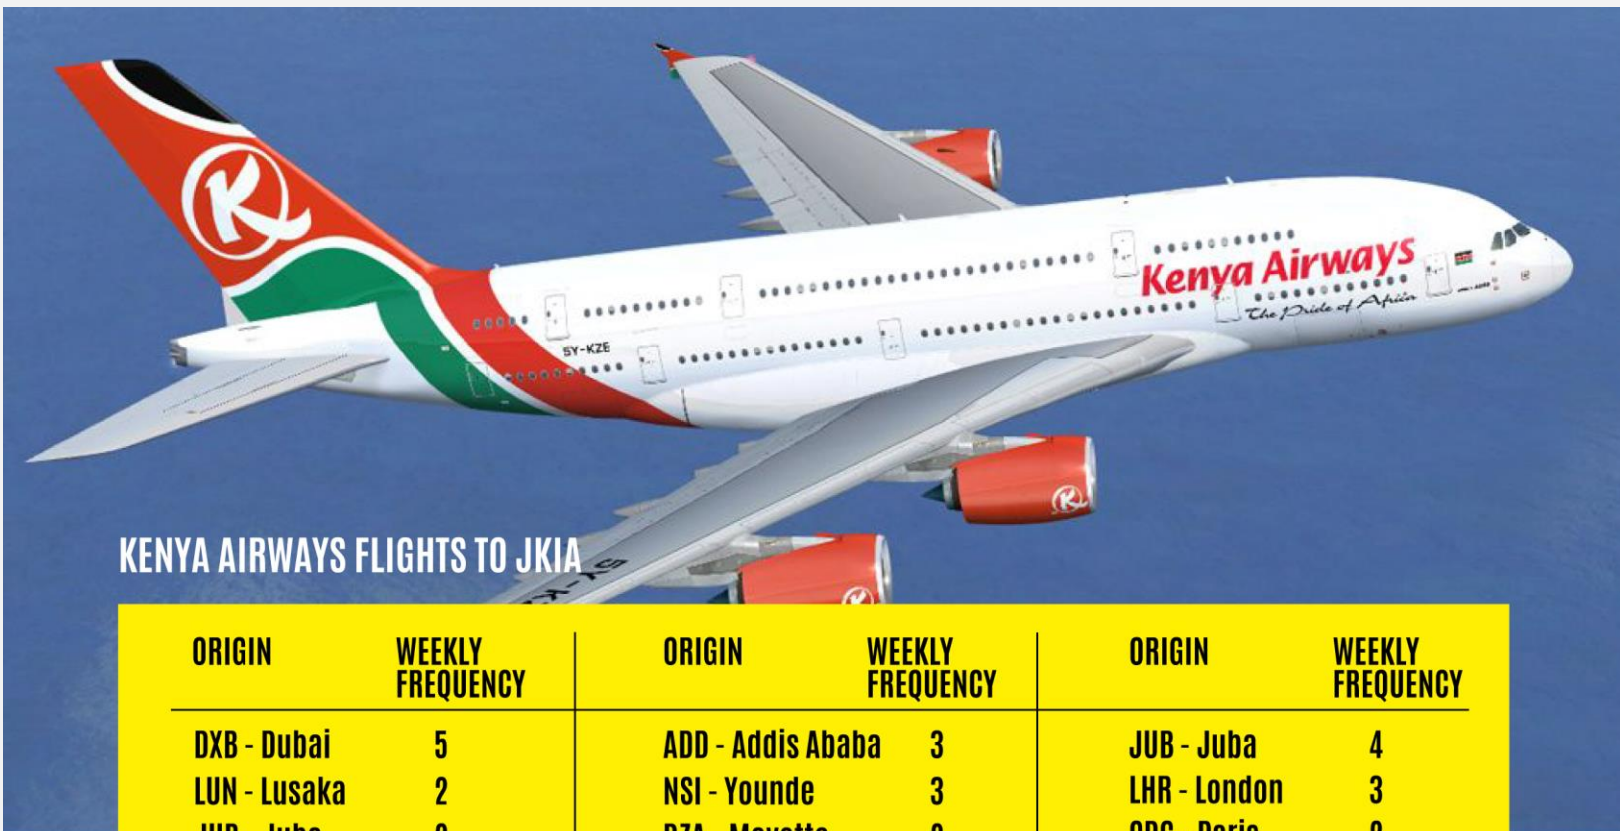 Kenya Airways
The Pride of Africa
5Y-KZE
KENYA AIRWAYS FLIGHTS TO JKIA
ORIGIN WEEKLY FREQUENCY ORIGIN WEEKLY FREQUENCY ORIGIN WEEKLY FREQUENCY
DXB - Dubai 5 ADD - Addis Ababa 3 JUB - Juba 4
LUN - Lusaka 2 NSI - Younde 3 LHR - London 3